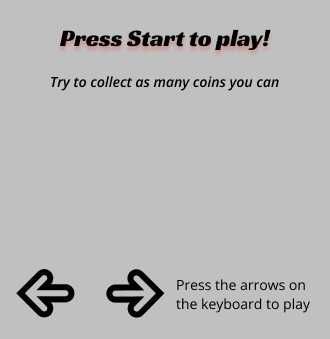 Press Start to play!
Try to collect as many coins you can
Press the arrows on
the keyboard to play